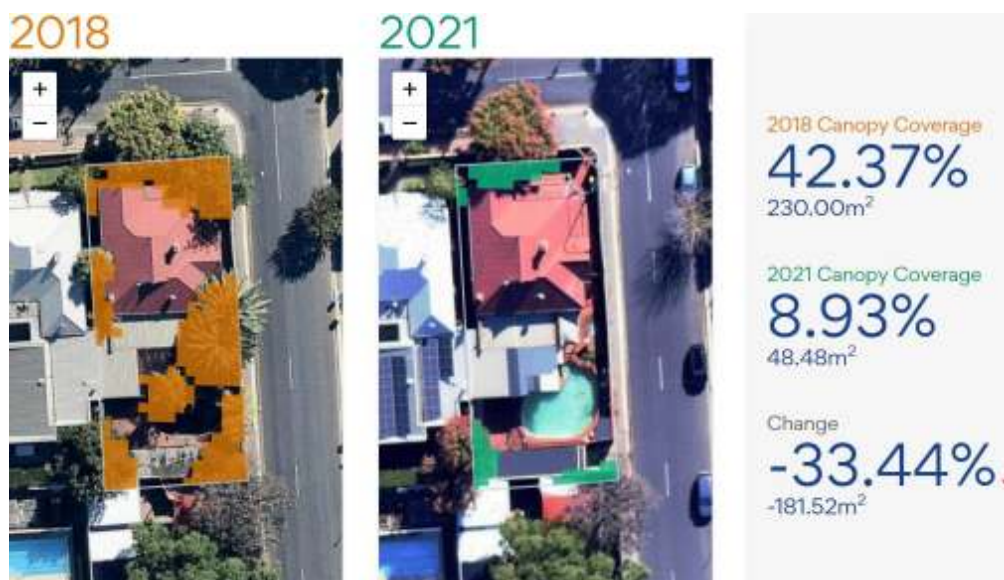 2018
2021
+
−
+
−
2018 Canopy Coverage
42.37%
230.00m²
2021 Canopy Coverage
8.93%
48.48m²
Change
-33.44%
-181.52m²